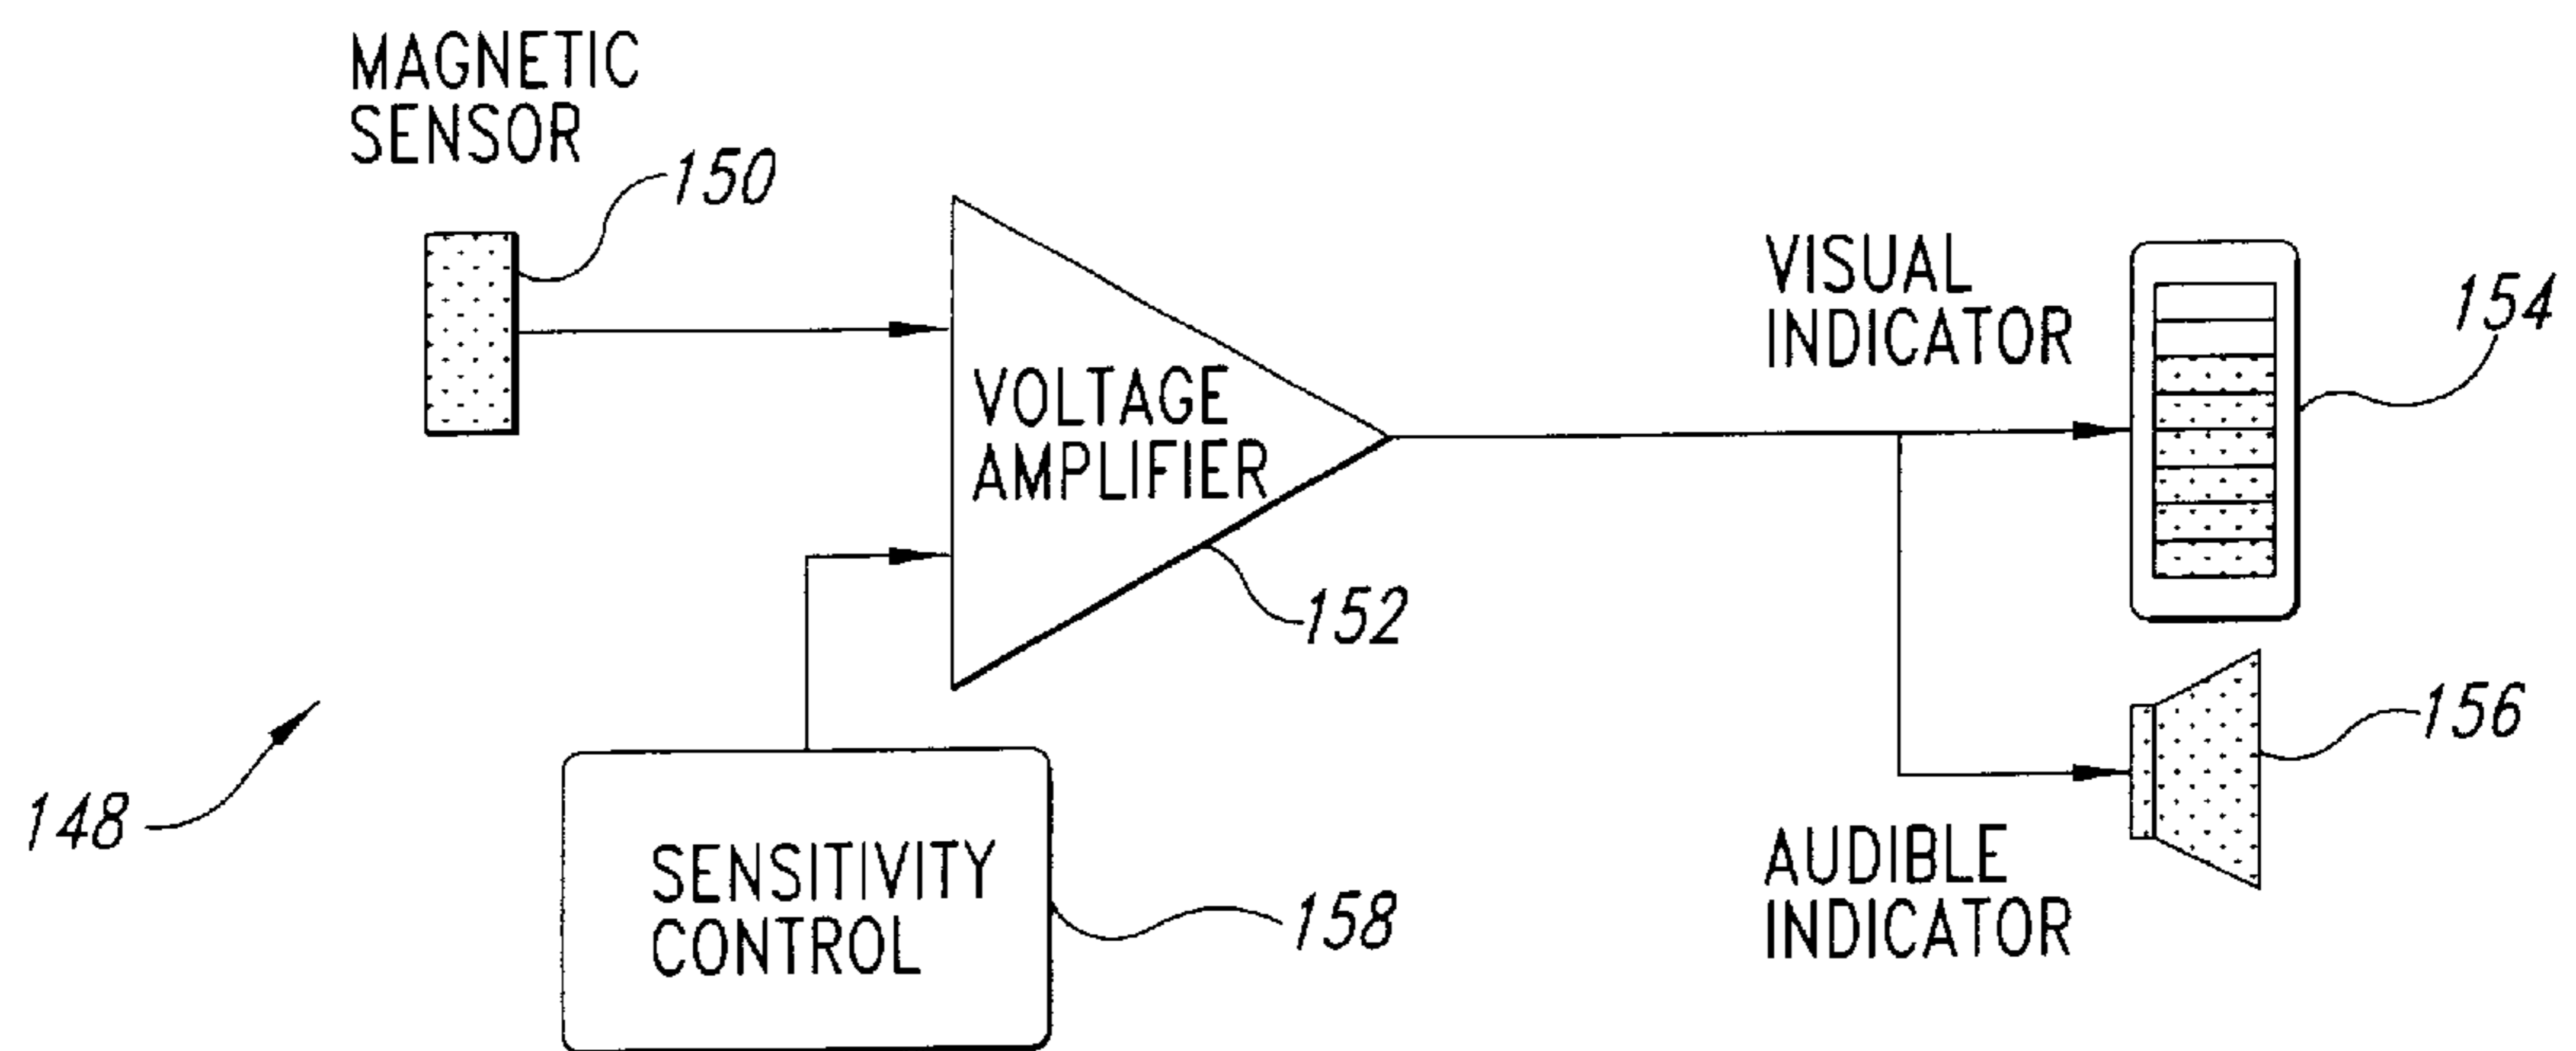 MAGNETIC
SENSOR
150
VISUAL
INDICATOR
154
VOLTAGE
AMPLIFIER
152
156
148
SENSITIVITY
CONTROL
158
AUDIBLE
INDICATOR